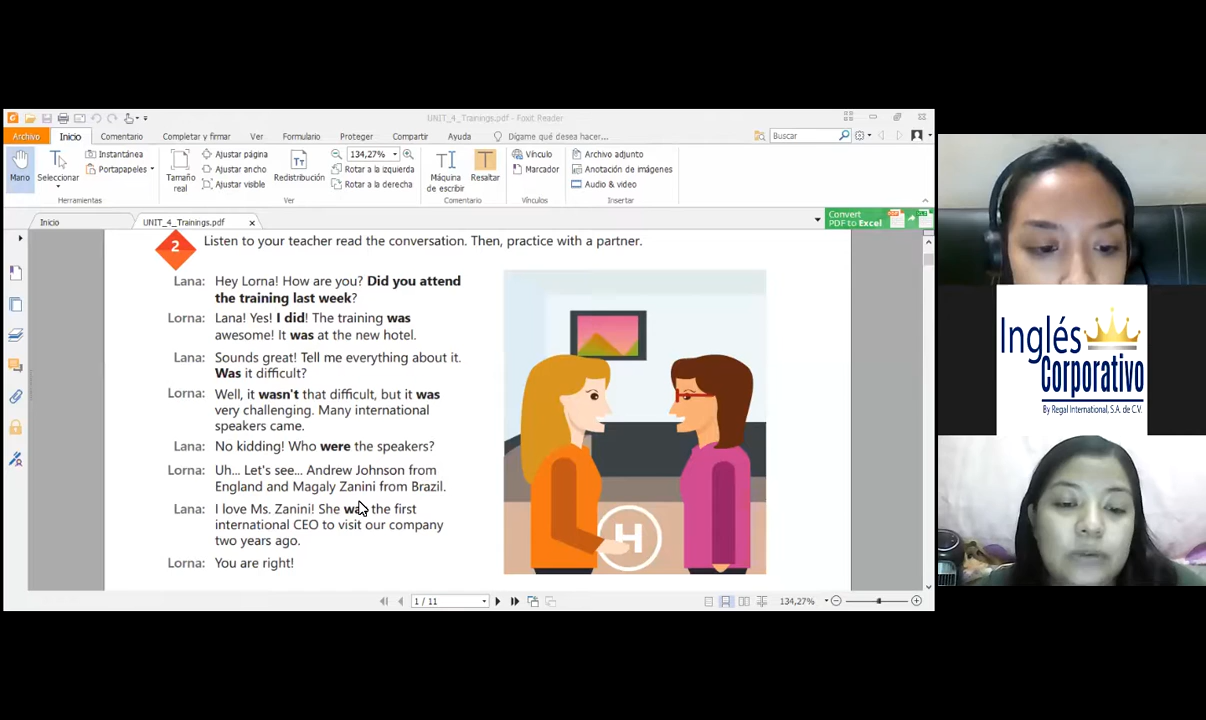 UNIT_4_Trainings.pdf - Foxit Reader
Archivo
Inicio
Comentario
Completar y firmar
Ver
Formulario
Proteger
Compartir
Ayuda
Dígame qué desea hacer...
Buscar
Mano
Seleccionar
Instantánea
Portapapeles
Herramientas
Tamaño real
Ajustar página
Ajustar ancho
Ajustar visible
Redistribución
134,27%
Rotar a la izquierda
Rotar a la derecha
Ver
Máquina de escribir
Resaltar
Comentario
Vínculo
Marcador
Vínculos
Archivo adjunto
Anotación de imágenes
Audio & video
Insertar
Inicio
UNIT_4_Trainings.pdf
Convert
PDF to Excel
2
Listen to your teacher read the conversation. Then, practice with a partner.
Lana: Hey Lorna! How are you? Did you attend
the training last week?
Lorna: Lana! Yes! I did! The training was
awesome! It was at the new hotel.
Lana: Sounds great! Tell me everything about it.
Was it difficult?
Lorna: Well, it wasn't that difficult, but it was
very challenging. Many international
speakers came.
Lana: No kidding! Who were the speakers?
Lorna: Uh... Let's see... Andrew Johnson from
England and Magaly Zanini from Brazil.
Lana: I love Ms. Zanini! She was the first
international CEO to visit our company
two years ago.
Lorna: You are right!
H
1 / 11
134,27%
Inglés
Corporativo
By Regal International, S.A. de C.V.